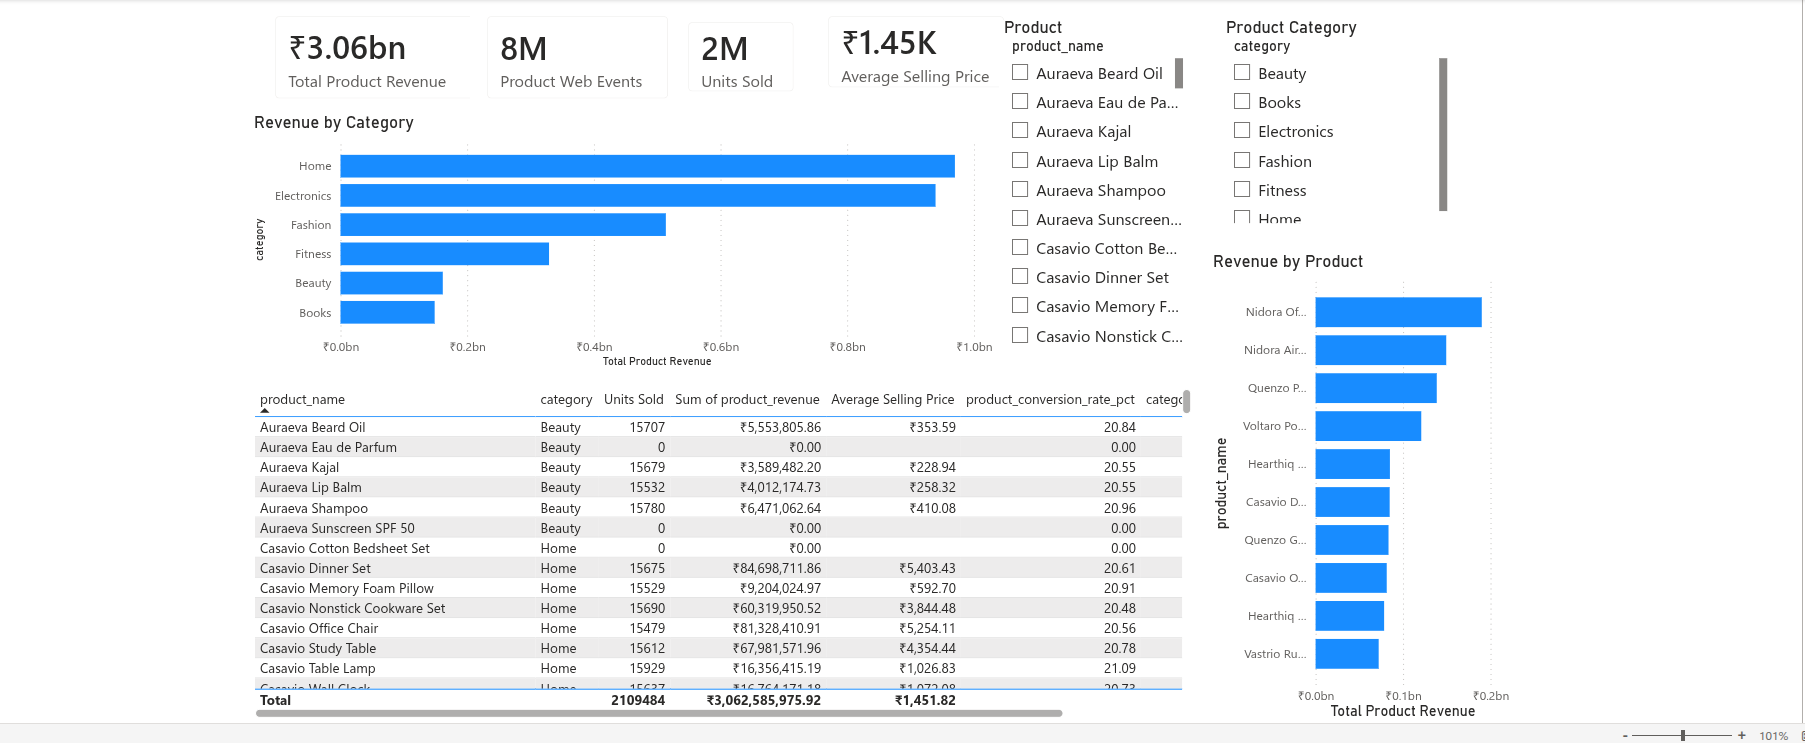 ₹3.06bn
Total Product Revenue
8M
Product Web Events
2M
Units Sold
₹1.45K
Average Selling Price
Product
product_name
Auraeva Beard Oil
Auraeva Eau de Pa...
Auraeva Kajal
Auraeva Lip Balm
Auraeva Shampoo
Auraeva Sunscreen...
Casavio Cotton Be...
Casavio Dinner Set
Casavio Memory F...
Casavio Nonstick C...
Product Category
category
Beauty
Books
Electronics
Fashion
Fitness
Home
Revenue by Category
category
Home
Electronics
Fashion
Fitness
Beauty
Books
₹0.0bn ₹0.2bn ₹0.4bn ₹0.6bn ₹0.8bn ₹1.0bn
Total Product Revenue
Revenue by Product
product_name
Nidora Of...
Nidora Air...
Quenzo P...
Voltaro Po...
Hearthiq ...
Casavio D...
Quenzo G...
Casavio O...
Hearthiq ...
Vastrio Ru...
₹0.0bn ₹0.1bn ₹0.2bn
Total Product Revenue
product_name category Units Sold Sum of product_revenue Average Selling Price product_conversion_rate_pct catego
Auraeva Beard Oil Beauty 15707 ₹5,553,805.86 ₹353.59 20.84
Auraeva Eau de Parfum Beauty 0 ₹0.00 0.00
Auraeva Kajal Beauty 15679 ₹3,589,482.20 ₹228.94 20.55
Auraeva Lip Balm Beauty 15532 ₹4,012,174.73 ₹258.32 20.55
Auraeva Shampoo Beauty 15780 ₹6,471,062.64 ₹410.08 20.96
Auraeva Sunscreen SPF 50 Beauty 0 ₹0.00 0.00
Casavio Cotton Bedsheet Set Home 0 ₹0.00 0.00
Casavio Dinner Set Home 15675 ₹84,698,711.86 ₹5,403.43 20.61
Casavio Memory Foam Pillow Home 15529 ₹9,204,024.97 ₹592.70 20.91
Casavio Nonstick Cookware Set Home 15690 ₹60,319,950.52 ₹3,844.48 20.48
Casavio Office Chair Home 15479 ₹81,328,410.91 ₹5,254.11 20.56
Casavio Study Table Home 15612 ₹67,981,571.96 ₹4,354.44 20.78
Casavio Table Lamp Home 15929 ₹16,356,415.19 ₹1,026.83 21.09
Casavio Wall Clock Home 15637 ₹16,764,171.18 ₹1,072.08 20.73
Total 2109484 ₹3,062,585,975.92 ₹1,451.82
- + 101%